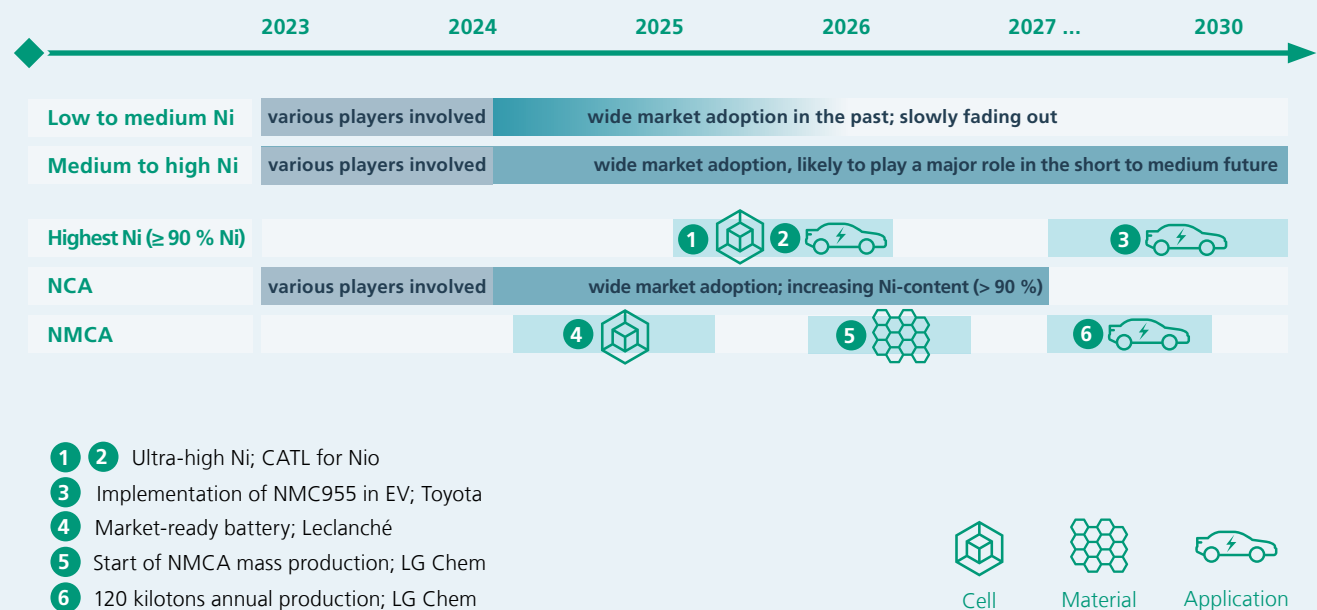 2023 2024 2025 2026 2027 ... 2030
Low to medium Ni various players involved wide market adoption in the past; slowly fading out
Medium to high Ni various players involved wide market adoption, likely to play a major role in the short to medium future
Highest Ni (≥ 90 % Ni) 1 2 3
NCA various players involved wide market adoption; increasing Ni-content (> 90 %)
NMCA 4 5 6
1 2 Ultra-high Ni; CATL for Nio
3 Implementation of NMC955 in EV; Toyota
4 Market-ready battery; Leclanché
5 Start of NMCA mass production; LG Chem
6 120 kilotons annual production; LG Chem
Cell Material Application